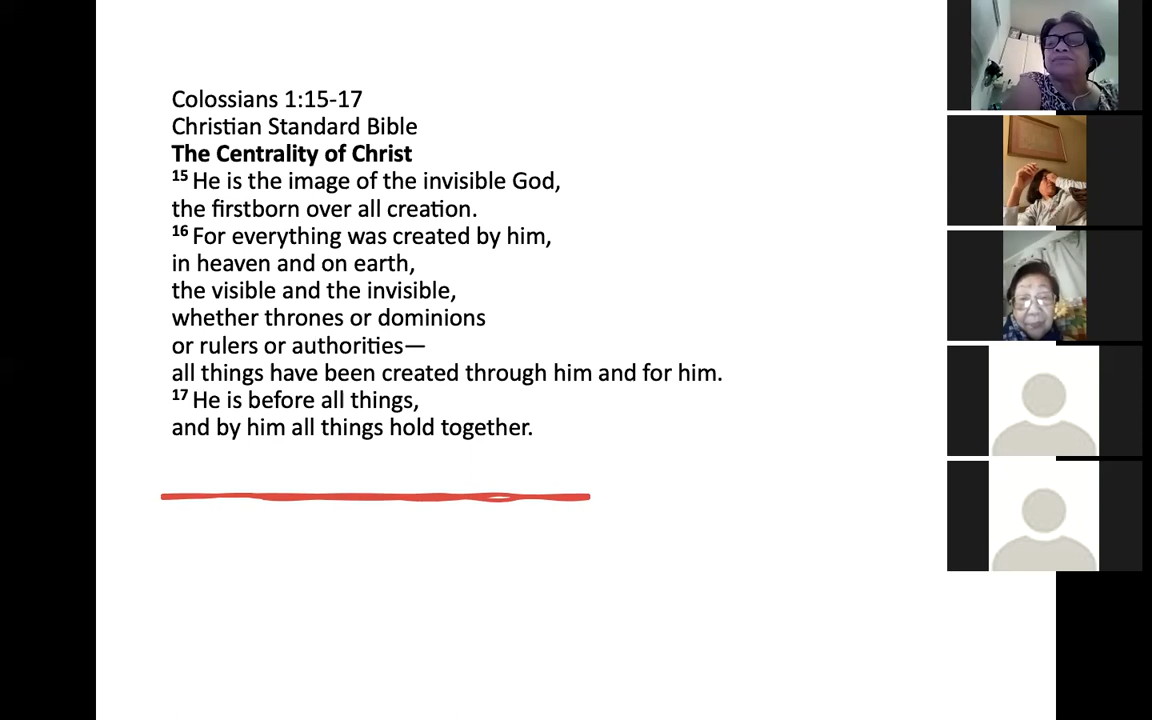 Colossians 1:15-17
Christian Standard Bible
The Centrality of Christ
15 He is the image of the invisible God,
the firstborn over all creation.
16 For everything was created by him,
in heaven and on earth,
the visible and the invisible,
whether thrones or dominions
or rulers or authorities—
all things have been created through him and for him.
17 He is before all things,
and by him all things hold together.